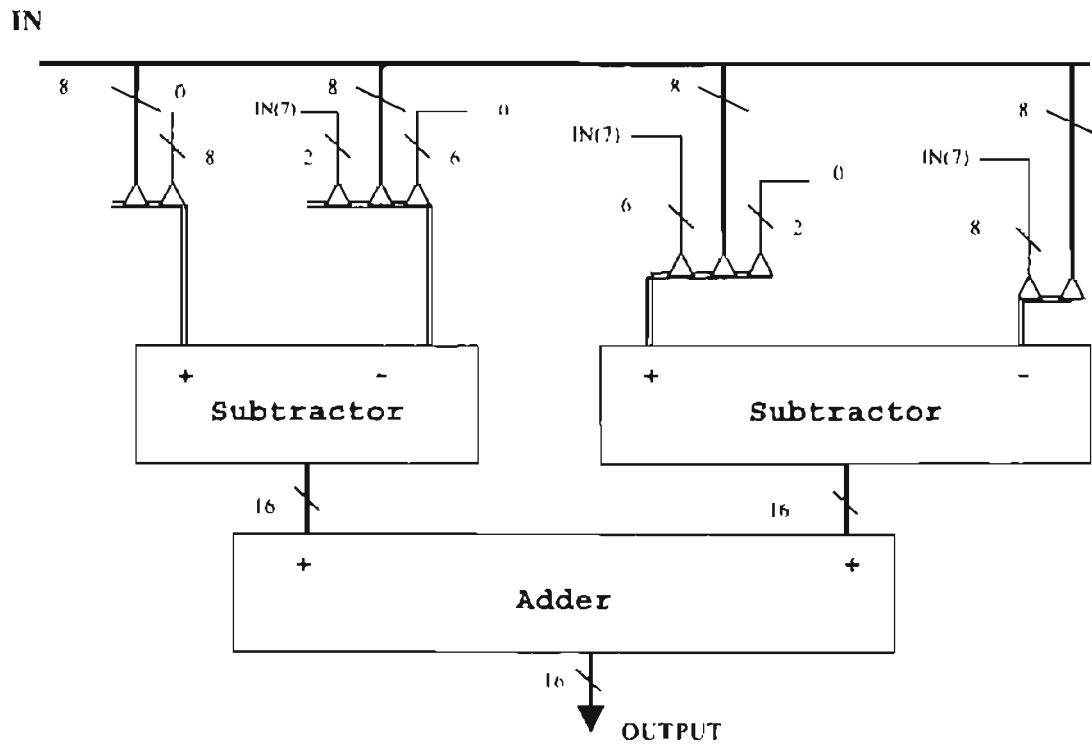 IN
8 0 8 0 8 8
IN(7) IN(7) IN(7)
8 2 6
0
6 2 8
+ - + -
Subtractor Subtractor
16 16
+ +
Adder
16
OUTPUT